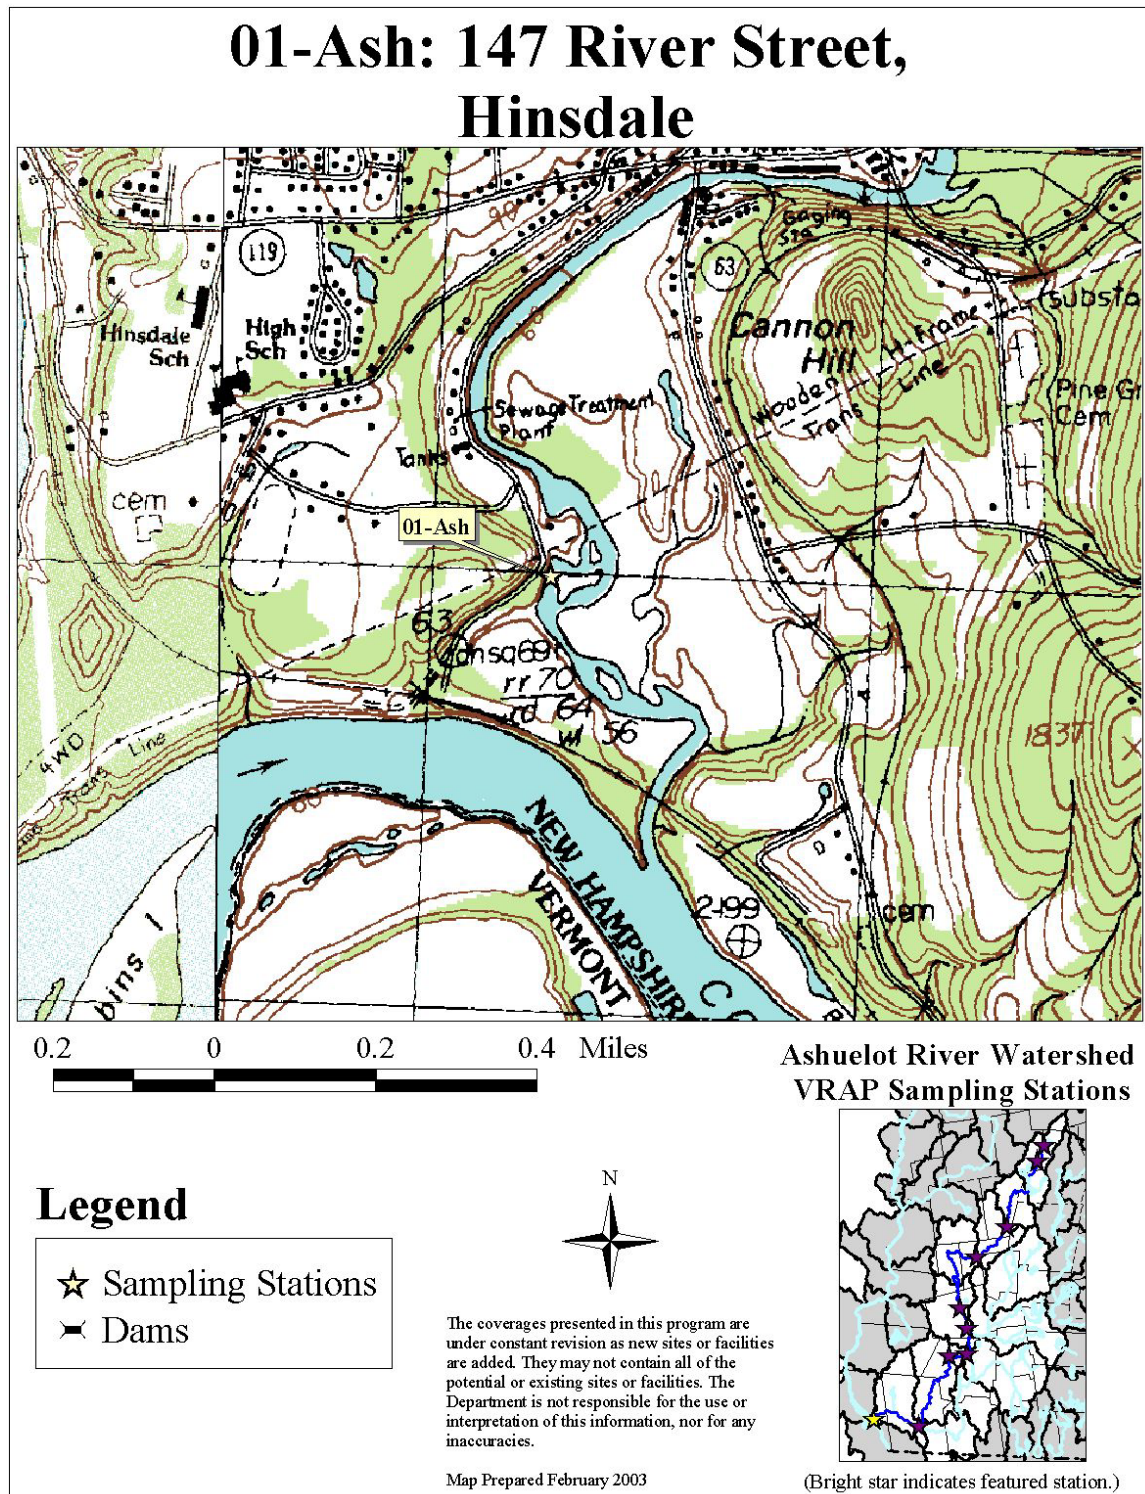 01-Ash: 147 River Street,
Hinsdale
119
90
Gaging
Sta
63
Hinsdale
Sch
High
Sch
Cannon
Hill
Wooden H-Frame
Trans Line
substa
Pine Gr
Cem
Sewage Treatment
Plant
Tanks
cem
01-Ash
63
rr 70
rd 64
wl 56
1837
4WD
Trans Line
NEW HAMPSHIRE
VERMONT
2499
cem
bins I
C
0.2 0 0.2 0.4 Miles
Ashuelot River Watershed
VRAP Sampling Stations
Legend
Sampling Stations
Dams
N
The coverages presented in this program are
under constant revision as new sites or facilities
are added. They may not contain all of the
potential or existing sites or facilities. The
Department is not responsible for the use or
interpretation of this information, nor for any
inaccuracies.
Map Prepared February 2003
(Bright star indicates featured station.)